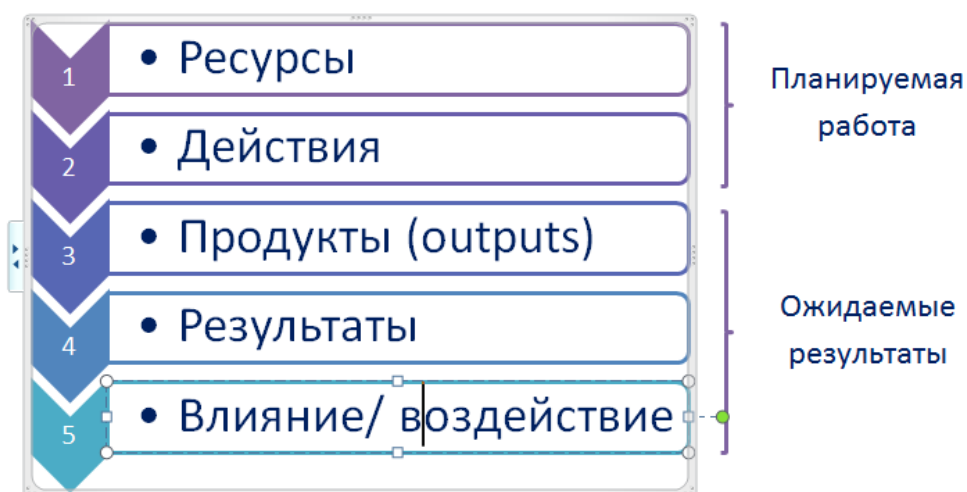 1
• Ресурсы
2
• Действия
Планируемая
работа
3
• Продукты (outputs)
4
• Результаты
5
• Влияние/ воздействие
Ожидаемые
результаты